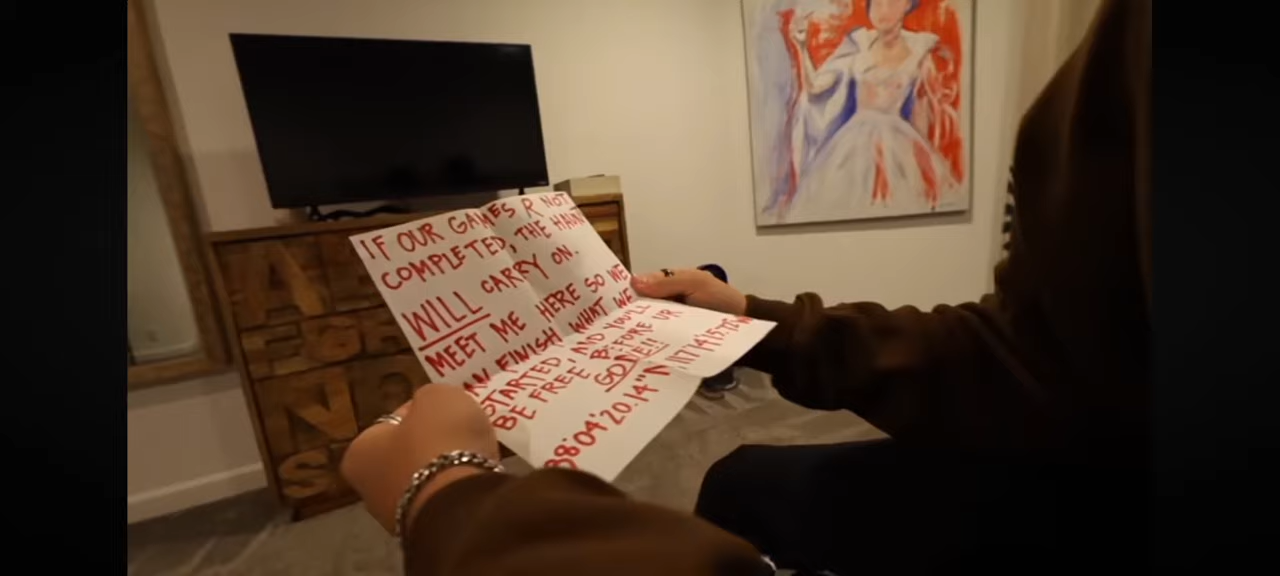 IF OUR GAMES R NOT
COMPLETED, THE HAUNT
WILL CARRY ON.
MEET ME HERE SO WE
FINISH WHAT WE
STARTED, AND YOU'LL
BE FREE BEFORE UR
GONE!!
38°04'20.14"N